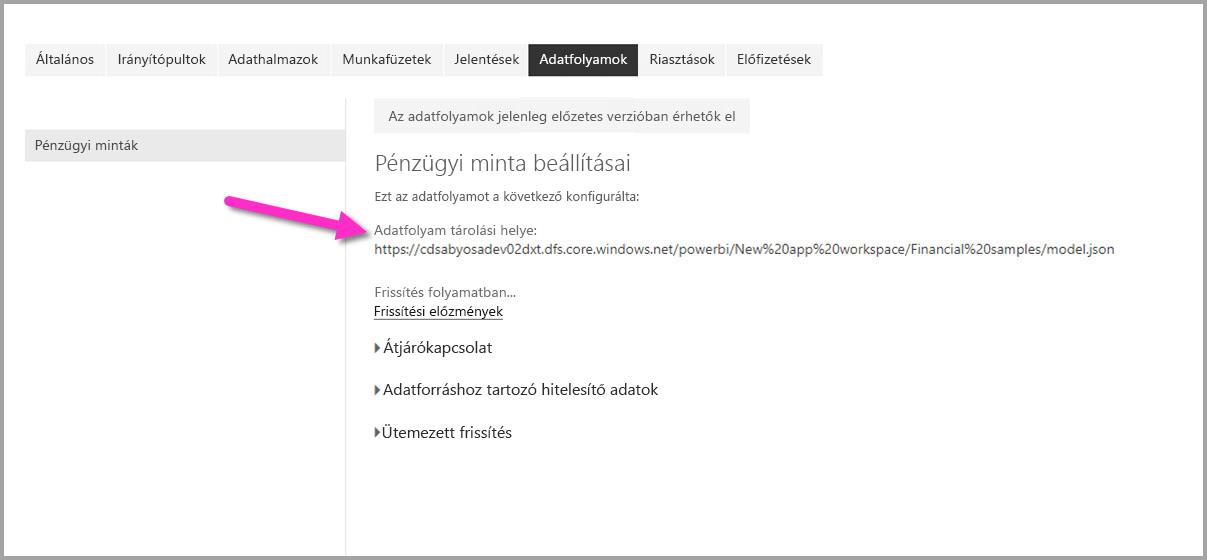 Általános Irányítópultok Adathalmazok Munkafüzetek Jelentések Adatfolyamok Riasztások Előfizetések
Pénzügyi minták
Az adatfolyamok jelenleg előzetes verzióban érhetők el
Pénzügyi minta beállításai
Ezt az adatfolyamot a következő konfigurálta:
Adatfolyam tárolási helye:
https://cdsabyosadev02dxt.dfs.core.windows.net/powerbi/New%20app%20workspace/Financial%20samples/model.json
Frissítés folyamatban...
Frissítési előzmények
Átjárókapcsolat
Adatforráshoz tartozó hitelesítő adatok
Ütemezett frissítés